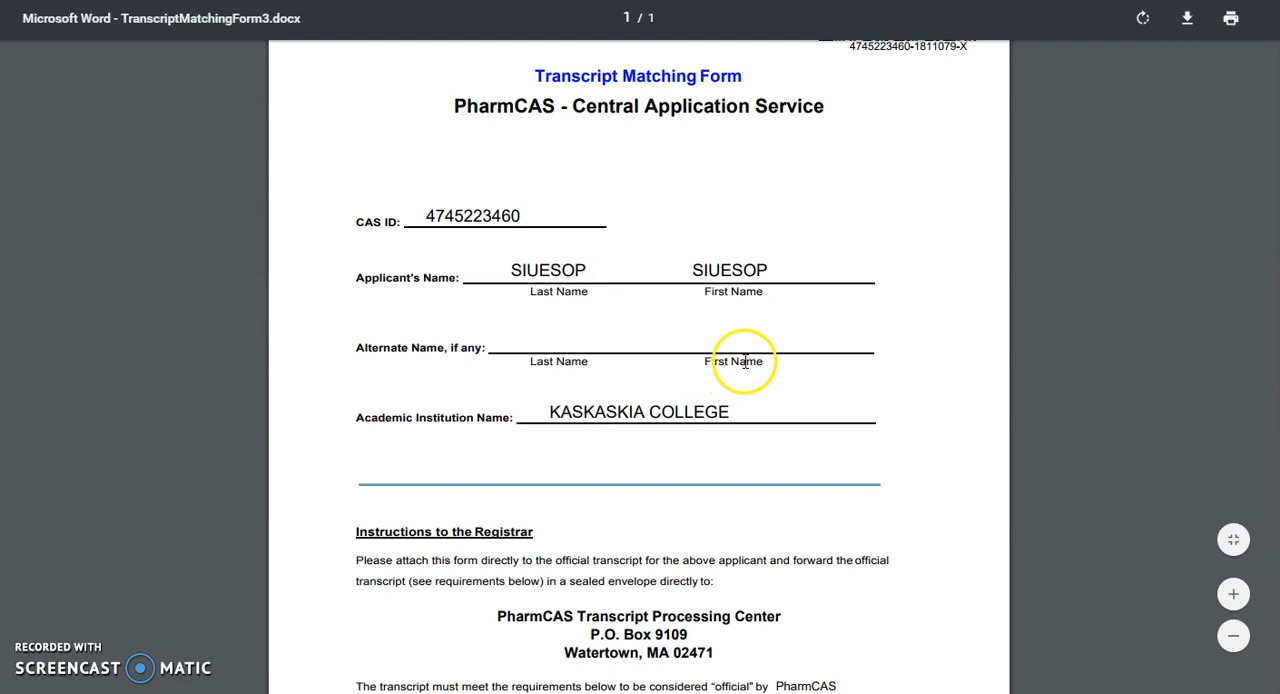 Microsoft Word - TranscriptMatchingForm3.docx
1 / 1
4745223460-1811079-X
Transcript Matching Form
PharmCAS - Central Application Service
CAS ID: 4745223460
Applicant's Name: SIUESOP SIUESOP
Last Name First Name
Alternate Name, if any:
Last Name First Name
Academic Institution Name: KASKASKIA COLLEGE
Instructions to the Registrar
Please attach this form directly to the official transcript for the above applicant and forward the official
transcript (see requirements below) in a sealed envelope directly to:
PharmCAS Transcript Processing Center
P.O. Box 9109
Watertown, MA 02471
The transcript must meet the requirements below to be considered “official” by PharmCAS
RECORDED WITH
SCREENCAST MATIC